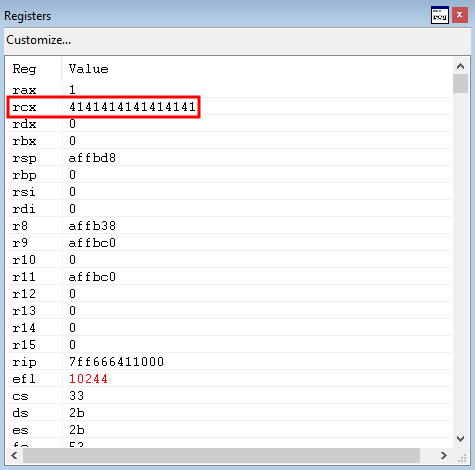 Registers
Customize...
Reg Value
rax 1
rcx 4141414141414141
rdx 0
rbx 0
rsp affbd8
rbp 0
rsi 0
rdi 0
r8 affb38
r9 affbc0
r10 0
r11 affbc0
r12 0
r13 0
r14 0
r15 0
rip 7ff666411000
efl 10244
cs 33
ds 2b
es 2b
fs 53